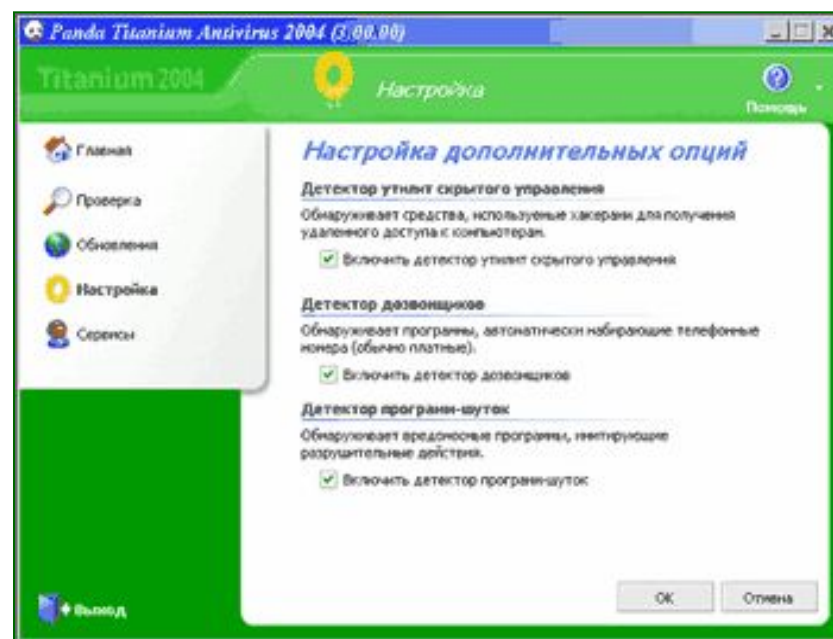 Panda Titanium Antivirus 2004 (3.00.00)
Titanium 2004
Настройка
Помощь
Главная
Проверка
Обновления
Настройка
Сервисы
Выход
Настройка дополнительных опций
Детектор утилит скрытого управления
Обнаруживает средства, используемые хакерами для получения
удаленного доступа к компьютерам.
Включить детектор утилит скрытого управления
Детектор дозвонщиков
Обнаруживает программы, автоматически набирающие телефонные
номера (обычно платные).
Включить детектор дозвонщиков
Детектор программ-шуток
Обнаруживает вредоносные программы, имитирующие
разрушительные действия.
Включить детектор программ-шуток
OK
Отмена